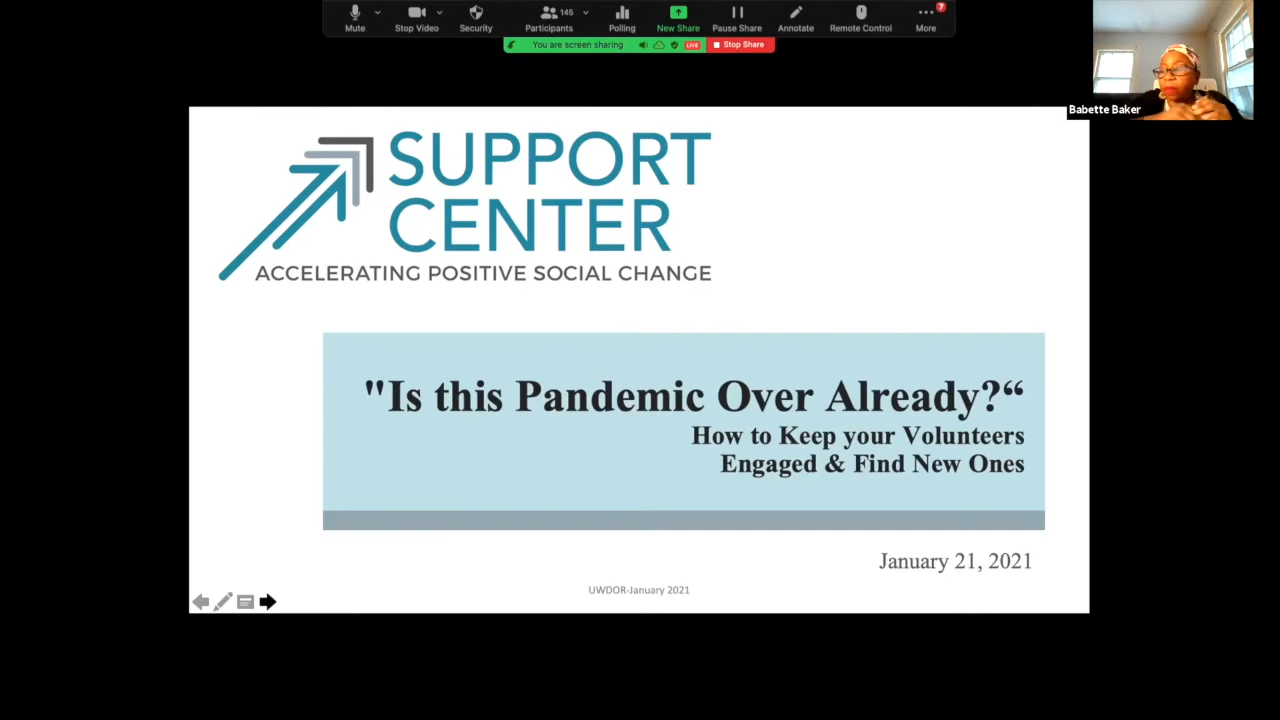 Mute
Stop Video
Security
145
Participants
Polling
New Share
Pause Share
Annotate
Remote Control
7
More
You are screen sharing
LIVE
Stop Share
Babette Baker
SUPPORT
CENTER
ACCELERATING POSITIVE SOCIAL CHANGE
"Is this Pandemic Over Already?“
How to Keep your Volunteers
Engaged & Find New Ones
January 21, 2021
UWDOR-January 2021